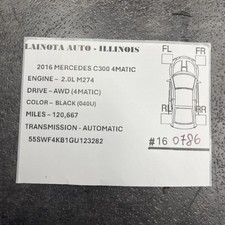 LAINOTA AUTO - ILLINOIS
FL FR
2016 MERCEDES C300 4MATIC
ENGINE – 2.0L M274
DRIVE – AWD (4MATIC)
COLOR – BLACK (040U)
RL RR
MILES – 120,667
TRANSMISSION - AUTOMATIC
55SWF4KB1GU123282
#16 0786